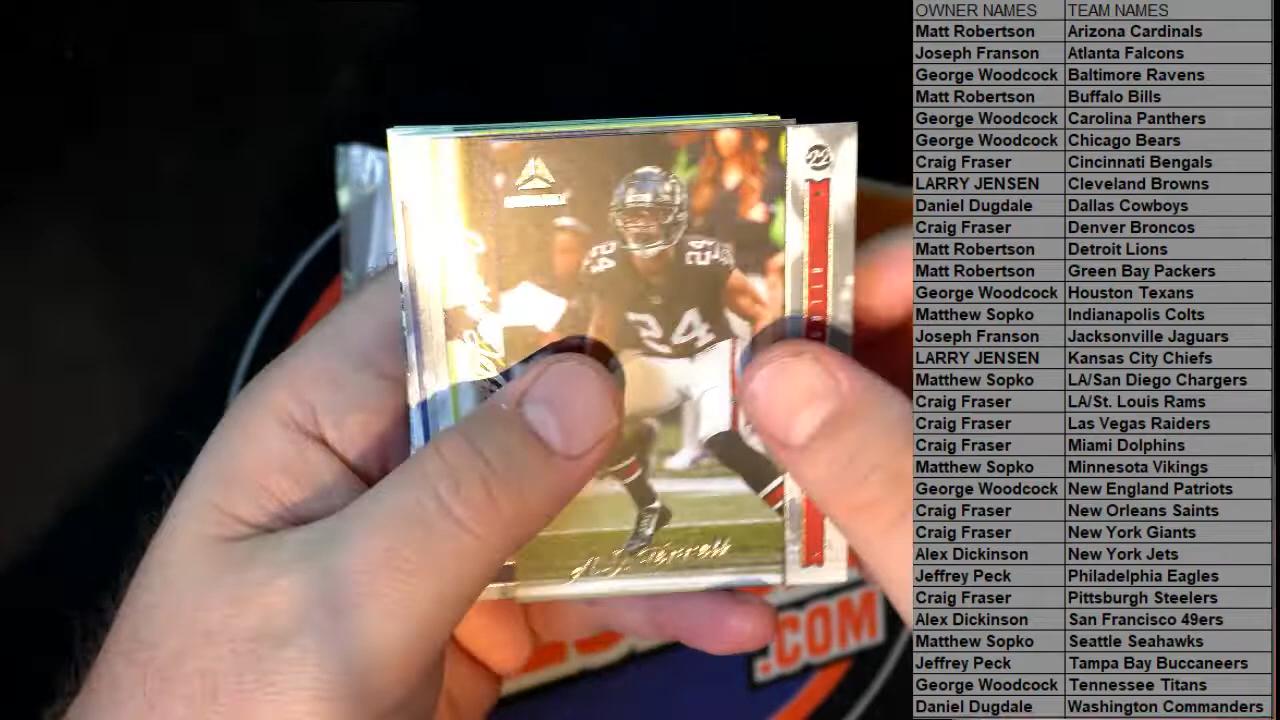 OWNER NAMES TEAM NAMES
Matt Robertson Arizona Cardinals
Joseph Franson Atlanta Falcons
George Woodcock Baltimore Ravens
Matt Robertson Buffalo Bills
George Woodcock Carolina Panthers
George Woodcock Chicago Bears
Craig Fraser Cincinnati Bengals
LARRY JENSEN Cleveland Browns
Daniel Dugdale Dallas Cowboys
Craig Fraser Denver Broncos
Matt Robertson Detroit Lions
Matt Robertson Green Bay Packers
George Woodcock Houston Texans
Matthew Sopko Indianapolis Colts
Joseph Franson Jacksonville Jaguars
LARRY JENSEN Kansas City Chiefs
Matthew Sopko LA/San Diego Chargers
Craig Fraser LA/St. Louis Rams
Craig Fraser Las Vegas Raiders
Craig Fraser Miami Dolphins
Matthew Sopko Minnesota Vikings
George Woodcock New England Patriots
Craig Fraser New Orleans Saints
Craig Fraser New York Giants
Alex Dickinson New York Jets
Jeffrey Peck Philadelphia Eagles
Craig Fraser Pittsburgh Steelers
Alex Dickinson San Francisco 49ers
Matthew Sopko Seattle Seahawks
Jeffrey Peck Tampa Bay Buccaneers
George Woodcock Tennessee Titans
Daniel Dugdale Washington Commanders
22
24
24
24
A.J. Terrell
.COM